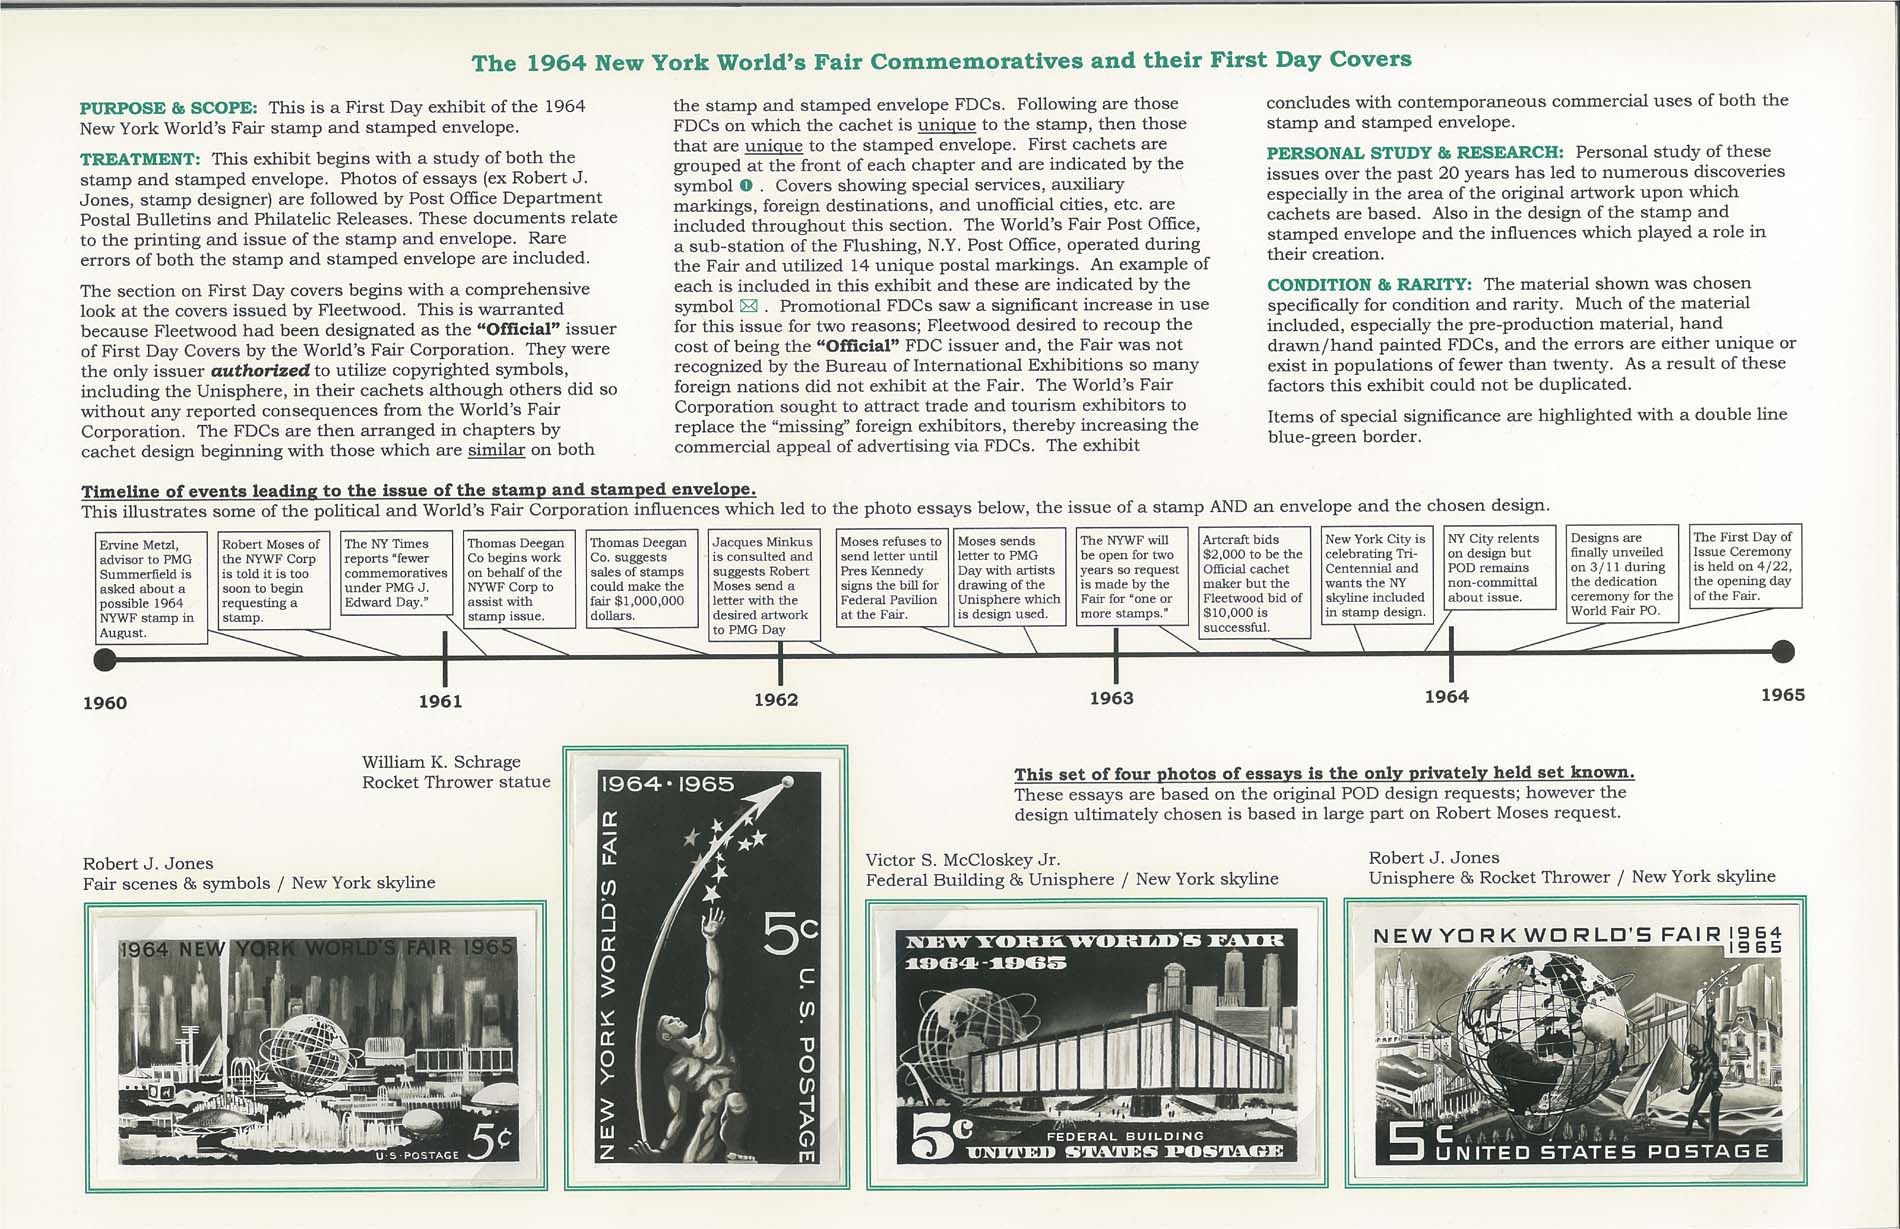 The 1964 New York World's Fair Commemoratives and their First Day Covers
PURPOSE & SCOPE: This is a First Day exhibit of the 1964
New York World's Fair stamp and stamped envelope.
TREATMENT: This exhibit begins with a study of both the
stamp and stamped envelope. Photos of essays (ex Robert J.
Jones, stamp designer) are followed by Post Office Department
Postal Bulletins and Philatelic Releases. These documents relate
to the printing and issue of the stamp and envelope. Rare
errors of both the stamp and stamped envelope are included.
The section on First Day covers begins with a comprehensive
look at the covers issued by Fleetwood. This is warranted
because Fleetwood had been designated as the "Official" issuer
of First Day Covers by the World's Fair Corporation. They were
the only issuer authorized to utilize copyrighted symbols,
including the Unisphere, in their cachets although others did so
without any reported consequences from the World's Fair
Corporation. The FDCs are then arranged in chapters by
cachet design beginning with those which are similar on both
the stamp and stamped envelope FDCs. Following are those
FDCs on which the cachet is unique to the stamp, then those
that are unique to the stamped envelope. First cachets are
grouped at the front of each chapter and are indicated by the
symbol ❶ . Covers showing special services, auxiliary
markings, foreign destinations, and unofficial cities, etc. are
included throughout this section. The World's Fair Post Office,
a sub-station of the Flushing, N.Y. Post Office, operated during
the Fair and utilized 14 unique postal markings. An example of
each is included in this exhibit and these are indicated by the
symbol ✉ . Promotional FDCs saw a significant increase in use
for this issue for two reasons; Fleetwood desired to recoup the
cost of being the "Official" FDC issuer and, the Fair was not
recognized by the Bureau of International Exhibitions so many
foreign nations did not exhibit at the Fair. The World's Fair
Corporation sought to attract trade and tourism exhibitors to
replace the "missing" foreign exhibitors, thereby increasing the
commercial appeal of advertising via FDCs. The exhibit
concludes with contemporaneous commercial uses of both the
stamp and stamped envelope.
PERSONAL STUDY & RESEARCH: Personal study of these
issues over the past 20 years has led to numerous discoveries
especially in the area of the original artwork upon which
cachets are based. Also in the design of the stamp and
stamped envelope and the influences which played a role in
their creation.
CONDITION & RARITY: The material shown was chosen
specifically for condition and rarity. Much of the material
included, especially the pre-production material, hand
drawn/hand painted FDCs, and the errors are either unique or
exist in populations of fewer than twenty. As a result of these
factors this exhibit could not be duplicated.
Items of special significance are highlighted with a double line
blue-green border.
Timeline of events leading to the issue of the stamp and stamped envelope.
This illustrates some of the political and World's Fair Corporation influences which led to the photo essays below, the issue of a stamp AND an envelope and the chosen design.
Ervine Metzl,
advisor to PMG
Summerfield is
asked about a
possible 1964
NYWF stamp in
August.
Robert Moses of
the NYWF Corp
is told it is too
soon to begin
requesting a
stamp.
The NY Times
reports "fewer
commemoratives
under PMG J.
Edward Day."
Thomas Deegan
Co begins work
on behalf of the
NYWF Corp to
assist with
stamp issue.
Thomas Deegan
Co. suggests
sales of stamps
could make the
fair $1,000,000
dollars.
Jacques Minkus
is consulted and
suggests Robert
Moses send a
letter with the
desired artwork
to PMG Day
Moses refuses to
send letter until
Pres Kennedy
signs the bill for
Federal Pavilion
at the Fair.
Moses sends
letter to PMG
Day with artists
drawing of the
Unisphere which
is design used.
The NYWF will
be open for two
years so request
is made by the
Fair for "one or
more stamps."
Artcraft bids
$2,000 to be the
Official cachet
maker but the
Fleetwood bid of
$10,000 is
successful.
New York City is
celebrating Tri-
Centennial and
wants the NY
skyline included
in stamp design.
NY City relents
on design but
POD remains
non-committal
about issue.
Designs are
finally unveiled
on 3/11 during
the dedication
ceremony for the
World Fair PO.
The First Day of
Issue Ceremony
is held on 4/22,
the opening day
of the Fair.
1960
1961
1962
1963
1964
1965
William K. Schrage
Rocket Thrower statue
This set of four photos of essays is the only privately held set known.
These essays are based on the original POD design requests; however the
design ultimately chosen is based in large part on Robert Moses request.
Robert J. Jones
Fair scenes & symbols / New York skyline
Victor S. McCloskey Jr.
Federal Building & Unisphere / New York skyline
Robert J. Jones
Unisphere & Rocket Thrower / New York skyline
1964 NEW YORK WORLD'S FAIR 1965
5¢
U·S·POSTAGE
1964·1965
NEW YORK WORLD'S FAIR
5c
U. S. POSTAGE
NEW YORK WORLD'S FAIR
1964-1965
5c
FEDERAL BUILDING
UNITED STATES POSTAGE
NEW YORK WORLD'S FAIR 1964
1965
5c
UNITED STATES POSTAGE